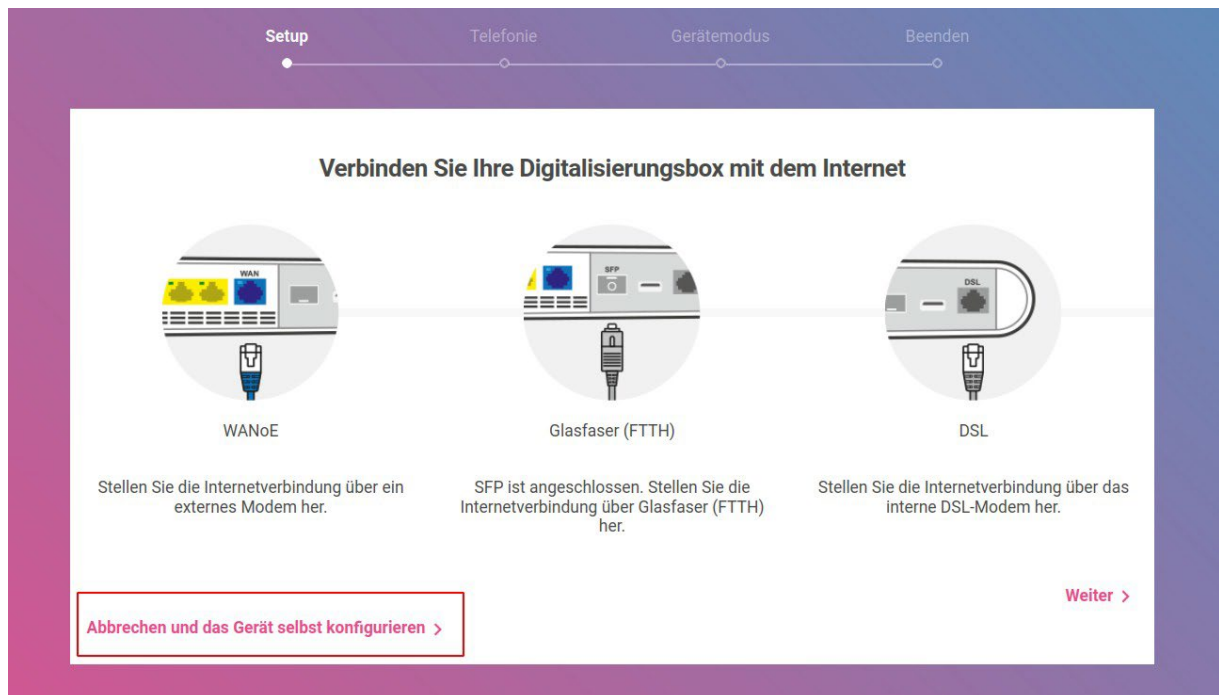 Setup
Telefonie
Gerätemodus
Beenden
Verbinden Sie Ihre Digitalisierungsbox mit dem Internet
WAN
SFP
DSL
WANoE
Glasfaser (FTTH)
DSL
Stellen Sie die Internetverbindung über ein
externes Modem her.
SFP ist angeschlossen. Stellen Sie die
Internetverbindung über Glasfaser (FTTH)
her.
Stellen Sie die Internetverbindung über das
interne DSL-Modem her.
Weiter >
Abbrechen und das Gerät selbst konfigurieren >